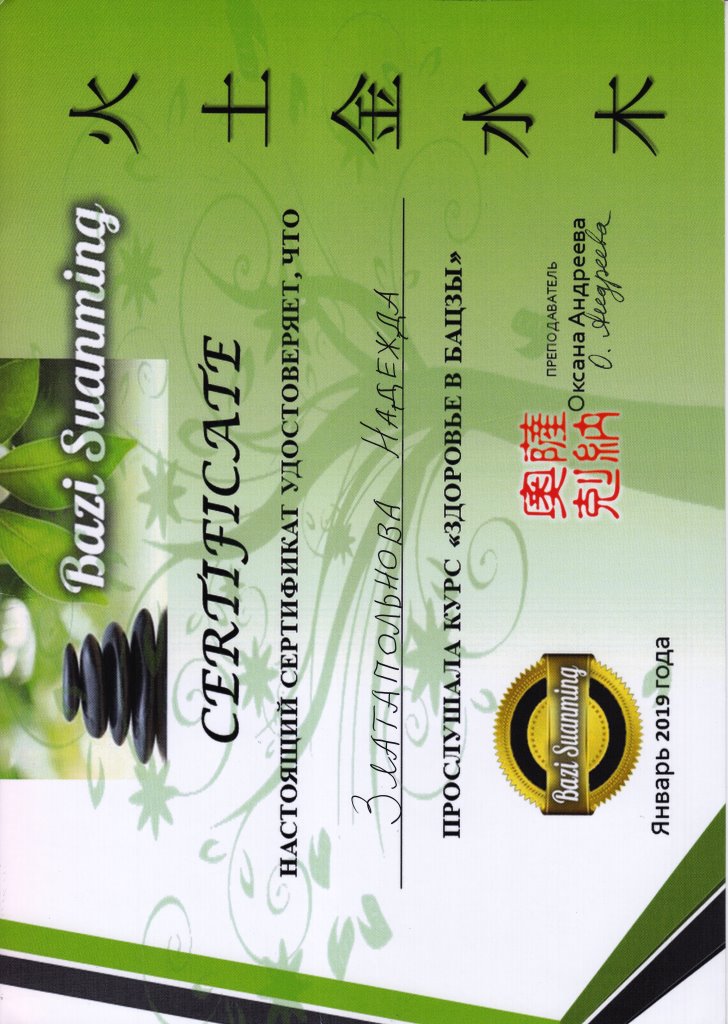 Bazi Suanming
CERTIFICATE
НАСТОЯЩИЙ СЕРТИФИКАТ УДОСТОВЕРЯЕТ, ЧТО
ЗЛАТАПОЛЬНОВА НАДЕЖДА
ПРОСЛУШАЛА КУРС «ЗДОРОВЬЕ В БАЦЗЫ»
Bazi Suanming
奧薩
剋納
ПРЕПОДАВАТЕЛЬ
Оксана Андреева
О. Андреева
Январь 2019 года
火
土
金
水
木